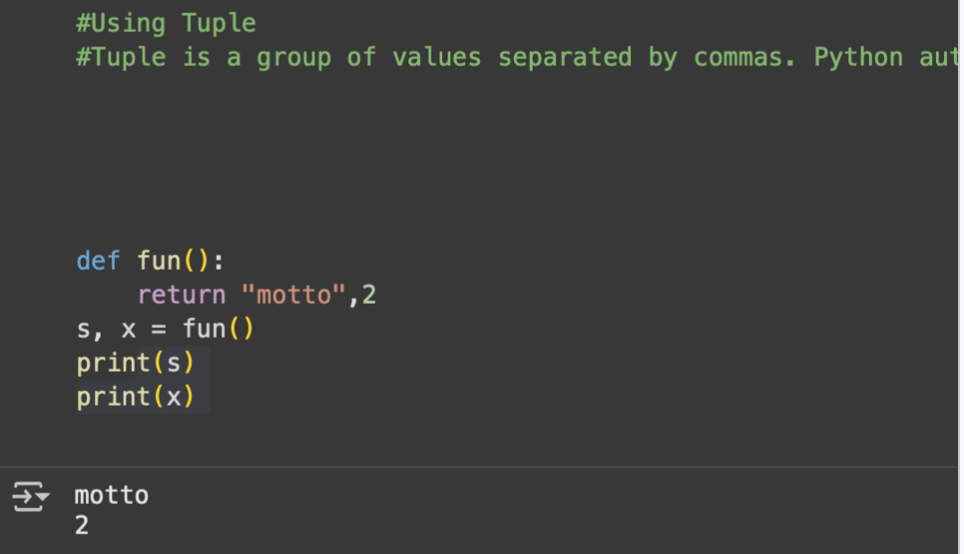 #Using Tuple
#Tuple is a group of values separated by commas. Python aut
def fun():
    return "motto",2
s, x = fun()
print(s)
print(x)
motto
2